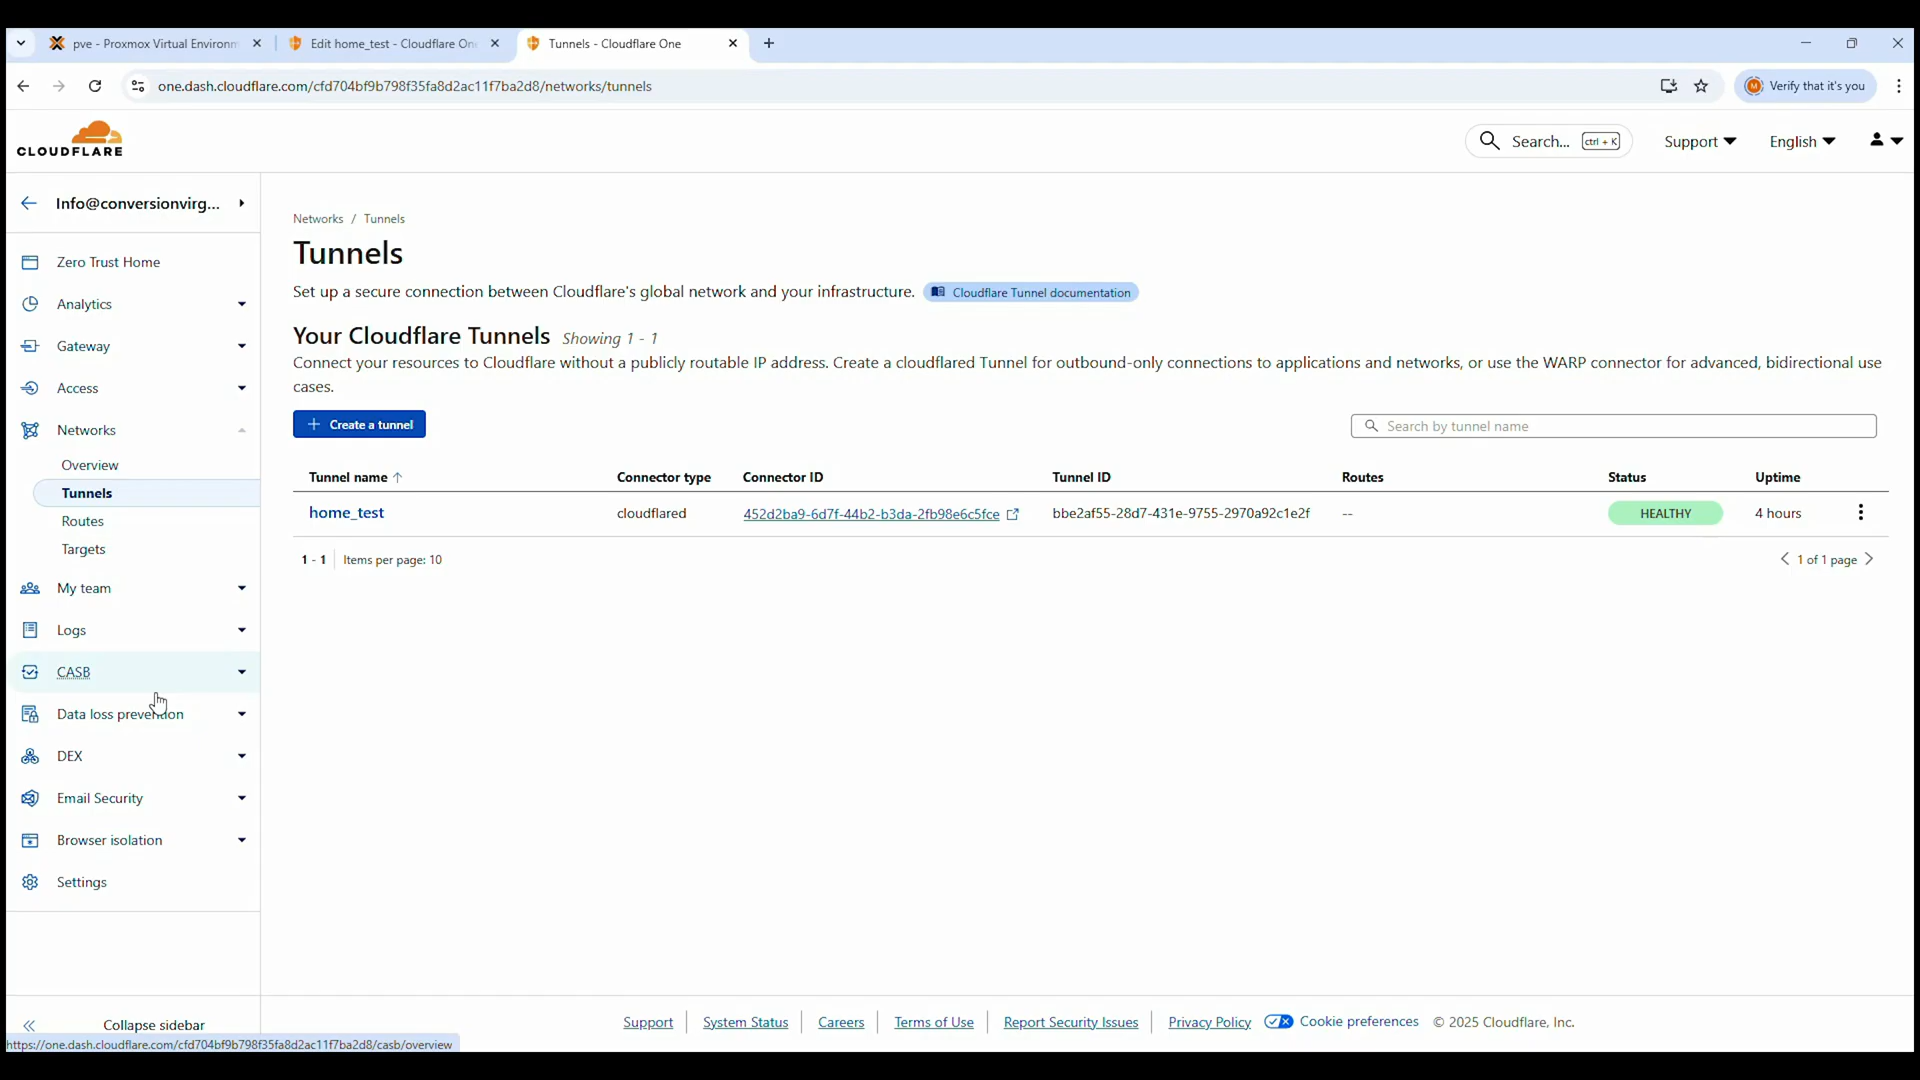 pve - Proxmox Virtual Environm
Edit home_test - Cloudflare One
Tunnels - Cloudflare One
one.dash.cloudflare.com/cfd704bf9b798f35fa8d2ac11f7ba2d8/networks/tunnels
M
Verify that it's you
CLOUDFLARE
Search...
ctrl + K
Support
English
Info@conversionvirg...
Zero Trust Home
Analytics
Gateway
Access
Networks
Overview
Tunnels
Routes
Targets
My team
Logs
CASB
Data loss prevention
DEX
Email Security
Browser isolation
Settings
Collapse sidebar
https://one.dash.cloudflare.com/cfd704bf9b798f35fa8d2ac11f7ba2d8/casb/overview
Networks / Tunnels
Tunnels
Set up a secure connection between Cloudflare's global network and your infrastructure.
Cloudflare Tunnel documentation
Your Cloudflare Tunnels Showing 1 - 1
Connect your resources to Cloudflare without a publicly routable IP address. Create a cloudflared Tunnel for outbound-only connections to applications and networks, or use the WARP connector for advanced, bidirectional use
cases.
+ Create a tunnel
Search by tunnel name
Tunnel name ↑ Connector type Connector ID Tunnel ID Routes Status Uptime
home_test cloudflared 452d2ba9-6d7f-44b2-b3da-2fb98e6c5fce bbe2af55-28d7-431e-9755-2970a92c1e2f -- HEALTHY 4 hours
1 - 1 Items per page: 10
1 of 1 page
Support
System Status
Careers
Terms of Use
Report Security Issues
Privacy Policy
Cookie preferences
© 2025 Cloudflare, Inc.